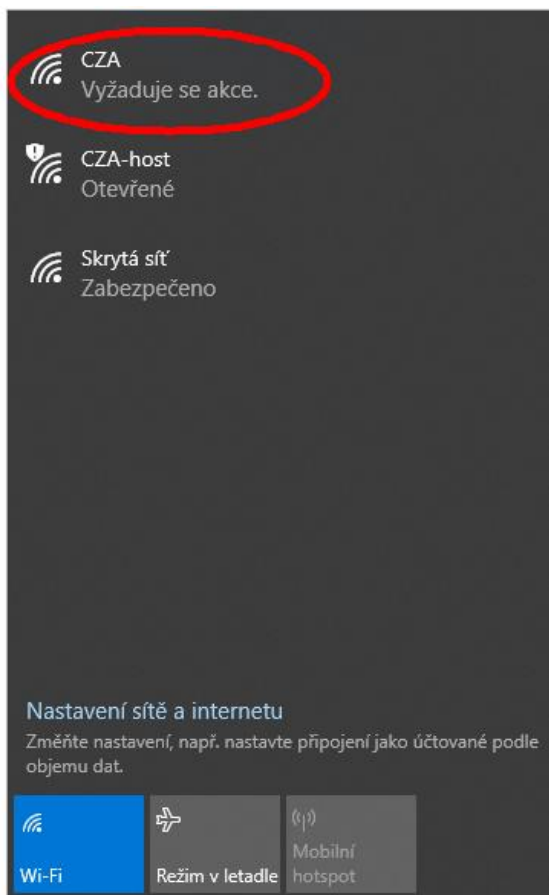 CZA
Vyžaduje se akce.
CZA-host
Otevřené
Skrytá síť
Zabezpečeno
Nastavení sítě a internetu
Změňte nastavení, např. nastavte připojení jako účtované podle
objemu dat.
Wi-Fi
Režim v letadle
Mobilní
hotspot